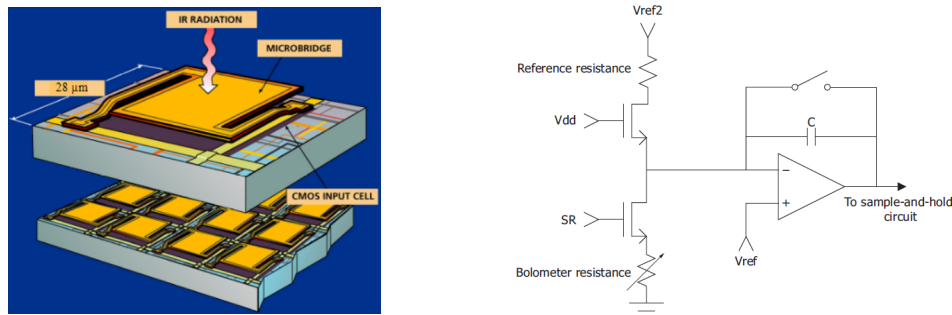 IR RADIATION
MICROBRIDGE
28 µm
CMOS INPUT CELL
Vref2
Reference resistance
Vdd
C
SR
Bolometer resistance
−
+
Vref
To sample-and-hold
circuit